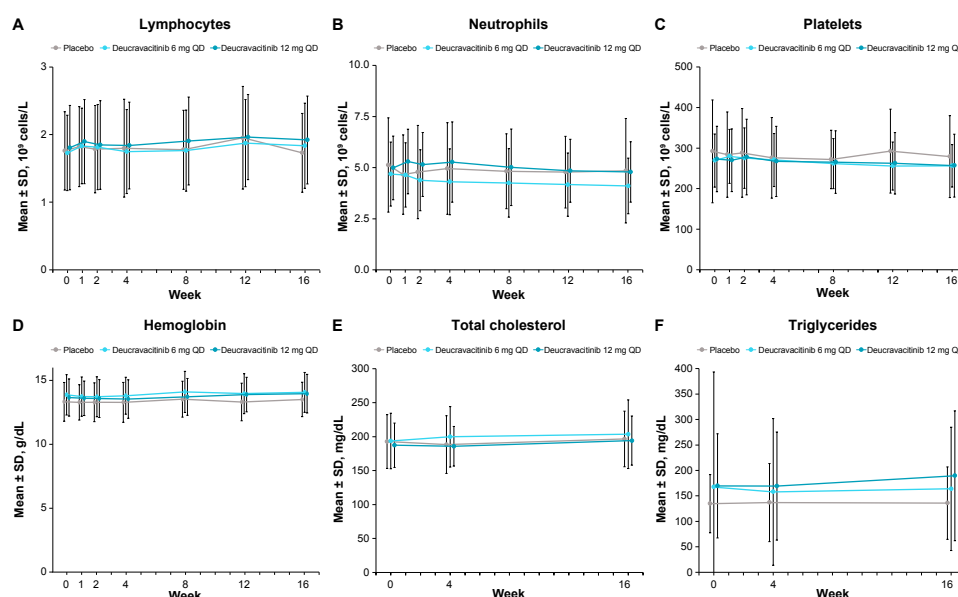 A Lymphocytes
Placebo Deucravacitinib 6 mg QD Deucravacitinib 12 mg QD
Mean ± SD, 10⁹ cells/L
3
2
1
0
0 1 2 4 8 12 16
Week
B Neutrophils
Placebo Deucravacitinib 6 mg QD Deucravacitinib 12 mg QD
Mean ± SD, 10⁹ cells/L
10.0
7.5
5.0
2.5
0.0
0 1 2 4 8 12 16
Week
C Platelets
Placebo Deucravacitinib 6 mg QD Deucravacitinib 12 mg QD
Mean ± SD, 10⁹ cells/L
500
400
300
200
100
0
0 1 2 4 8 12 16
Week
D Hemoglobin
Placebo Deucravacitinib 6 mg QD Deucravacitinib 12 mg QD
Mean ± SD, g/dL
15
10
5
0
0 1 2 4 8 12 16
Week
E Total cholesterol
Placebo Deucravacitinib 6 mg QD Deucravacitinib 12 mg QD
Mean ± SD, mg/dL
300
250
200
150
100
50
0
0 4 16
Week
F Triglycerides
Placebo Deucravacitinib 6 mg QD Deucravacitinib 12 mg QD
Mean ± SD, mg/dL
400
350
300
250
200
150
100
50
0
0 4 16
Week